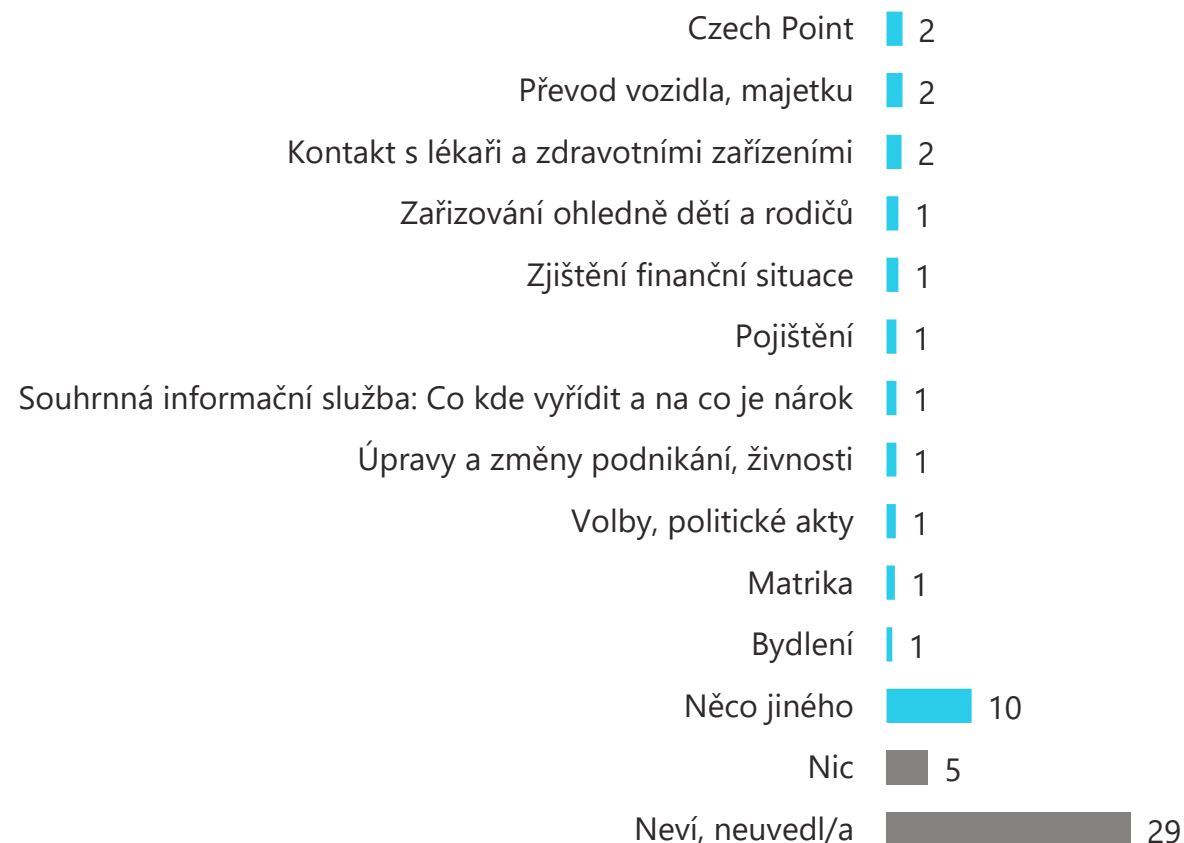 Czech Point 2
Převod vozidla, majetku 2
Kontakt s lékaři a zdravotními zařízeními 2
Zařizování ohledně dětí a rodičů 1
Zjištění finanční situace 1
Pojištění 1
Souhrnná informační služba: Co kde vyřídit a na co je nárok 1
Úpravy a změny podnikání, živnosti 1
Volby, politické akty 1
Matrika 1
Bydlení 1
Něco jiného 10
Nic 5
Neví, neuvedl/a 29